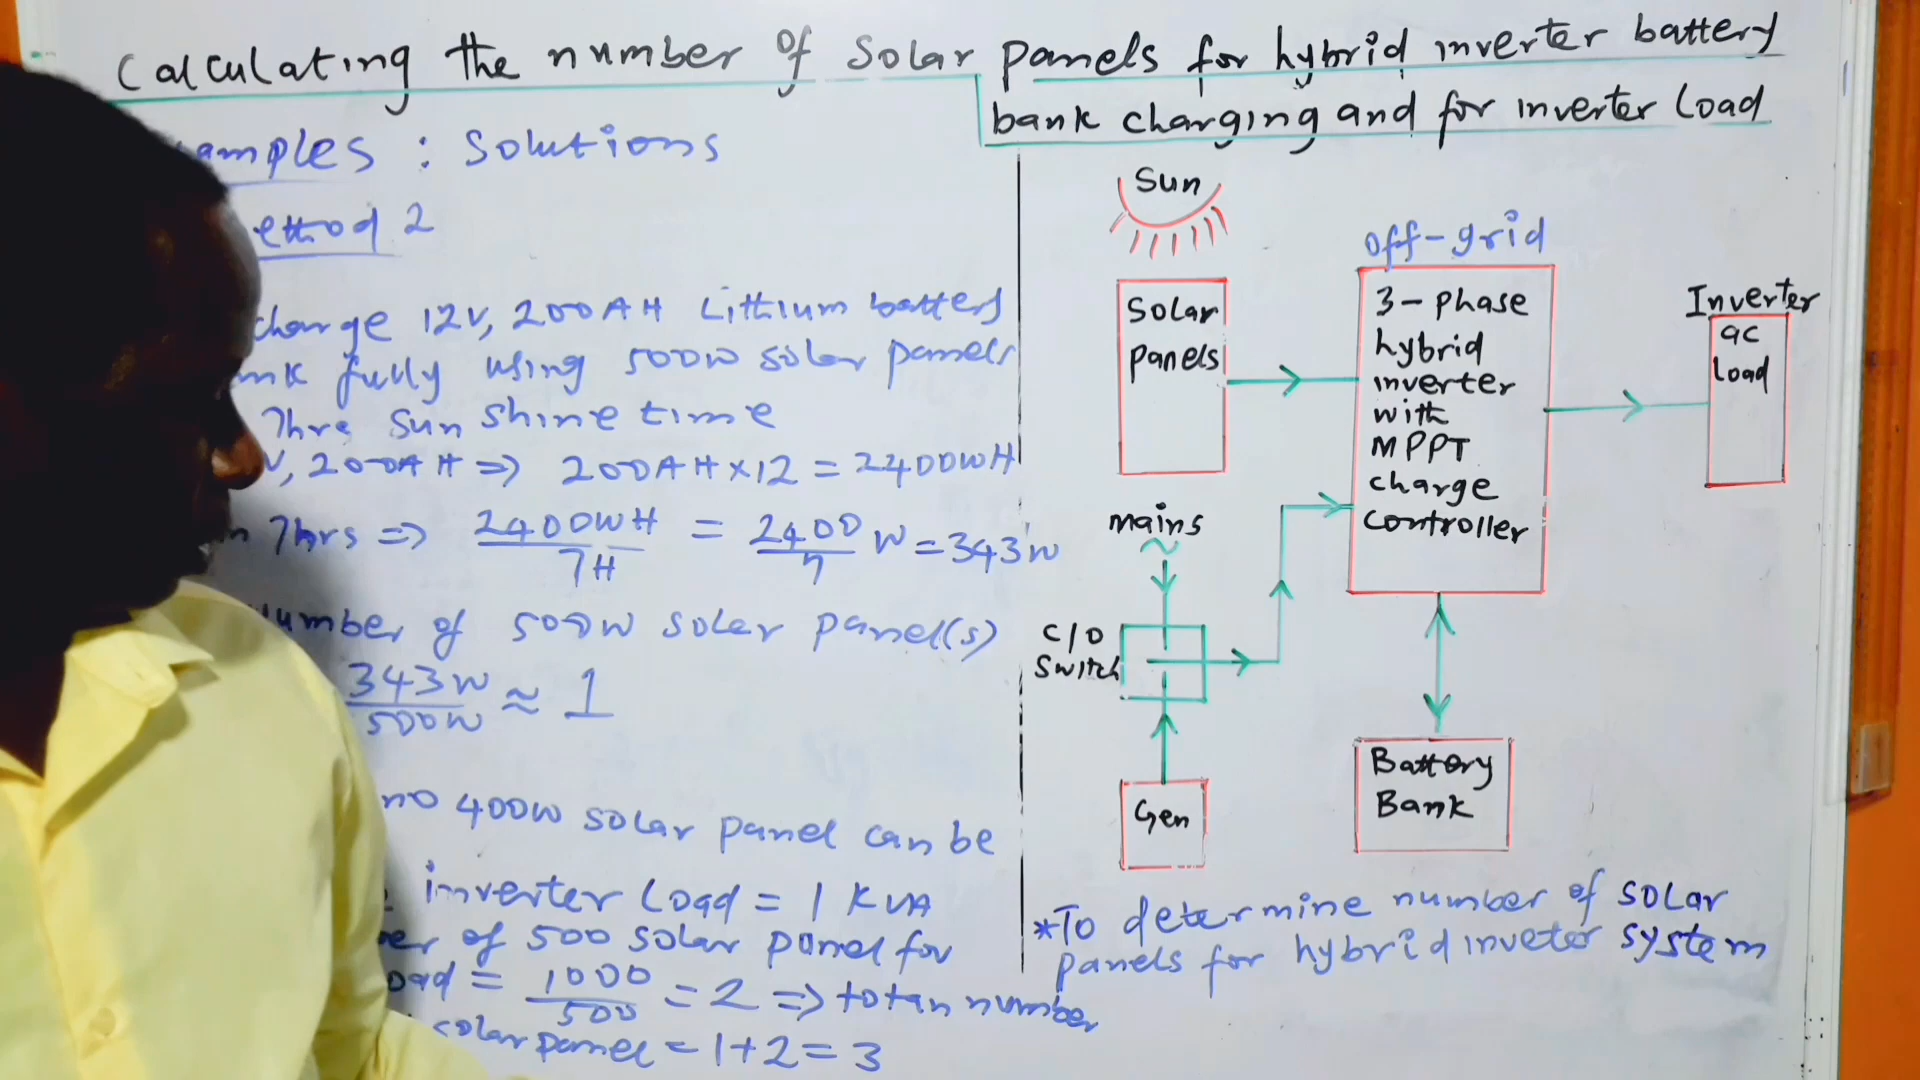 Calculating the number of solar panels for hybrid inverter battery
bank charging and for inverter load
amples : Solutions
ethod 2
charge 12V, 200AH Lithium battery
nk fully using 500W solar panels
7hrs sun shine time
V, 200AH => 200AH x 12 = 2400WH
n 7hrs => 2400WH/7H = 2400/7 W = 343W
number of 500W solar panel(s)
343W/500W ≈ 1
no 400W solar panel can be
: inverter load = 1 KVA
er of 500 solar panel for
oad = 1000/500 = 2 => totan number
solar panel = 1+2 = 3
Sun
Solar
panels
Off-grid
3-phase
hybrid
inverter
with
MPPT
charge
controller
Inverter
ac
load
mains
~
C/O
Switch
Gen
Battery
Bank
*To determine number of solar
panels for hybrid inveter system